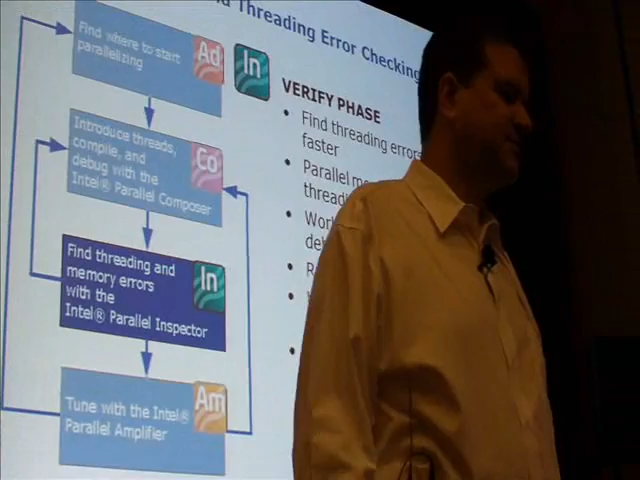 Threading Error Checking
Find where to start
parallelizing
Ad
In
VERIFY PHASE
• Find threading errors
faster
• Parallel
• 
Introduce threads,
compile, and
debug with the
Intel® Parallel Composer
Co
Find threading and
memory errors
with the
Intel® Parallel Inspector
In
Tune with the Intel®
Parallel Amplifier
Am